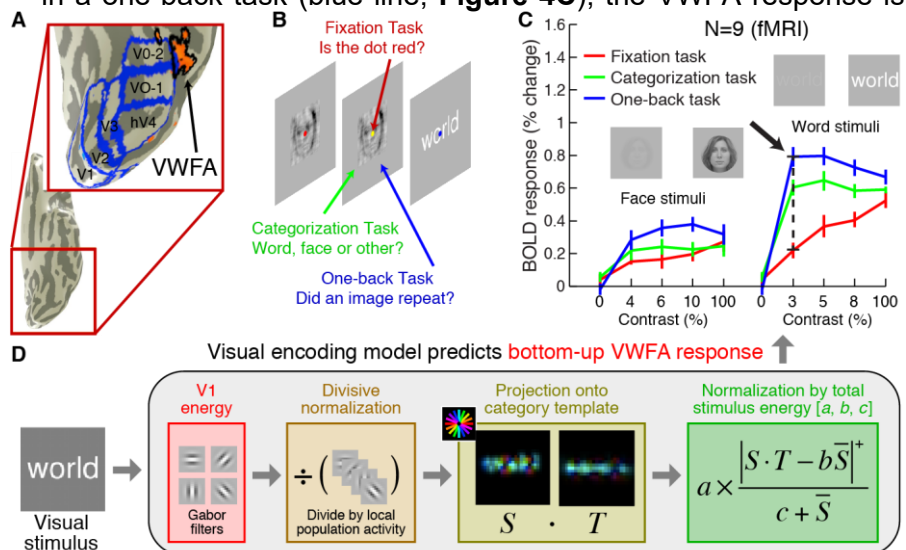 in a one back task (blue line, Figure 4C), the VWFA response is
A
V0-2
VO-1
hV4
V3
V2
V1
VWFA
B
Fixation Task
Is the dot red?
world
Categorization Task
Word, face or other?
One-back Task
Did an image repeat?
C
N=9 (fMRI)
BOLD response (% change)
1.6
1.4
1.2
1
0.8
0.6
0.4
0.2
0
Fixation task
Categorization task
One-back task
world
world
Face stimuli
Word stimuli
0 4 6 10 100
Contrast (%)
0 3 5 8 100
Contrast (%)
D
Visual encoding model predicts bottom-up VWFA response
world
Visual
stimulus
V1
energy
Gabor
filters
Divisive
normalization
÷ ( )
Divide by local
population activity
Projection onto
category template
S · T
Normalization by total
stimulus energy [a, b, c]
a × |S·T − bS̅|⁺ / (c + S̅)